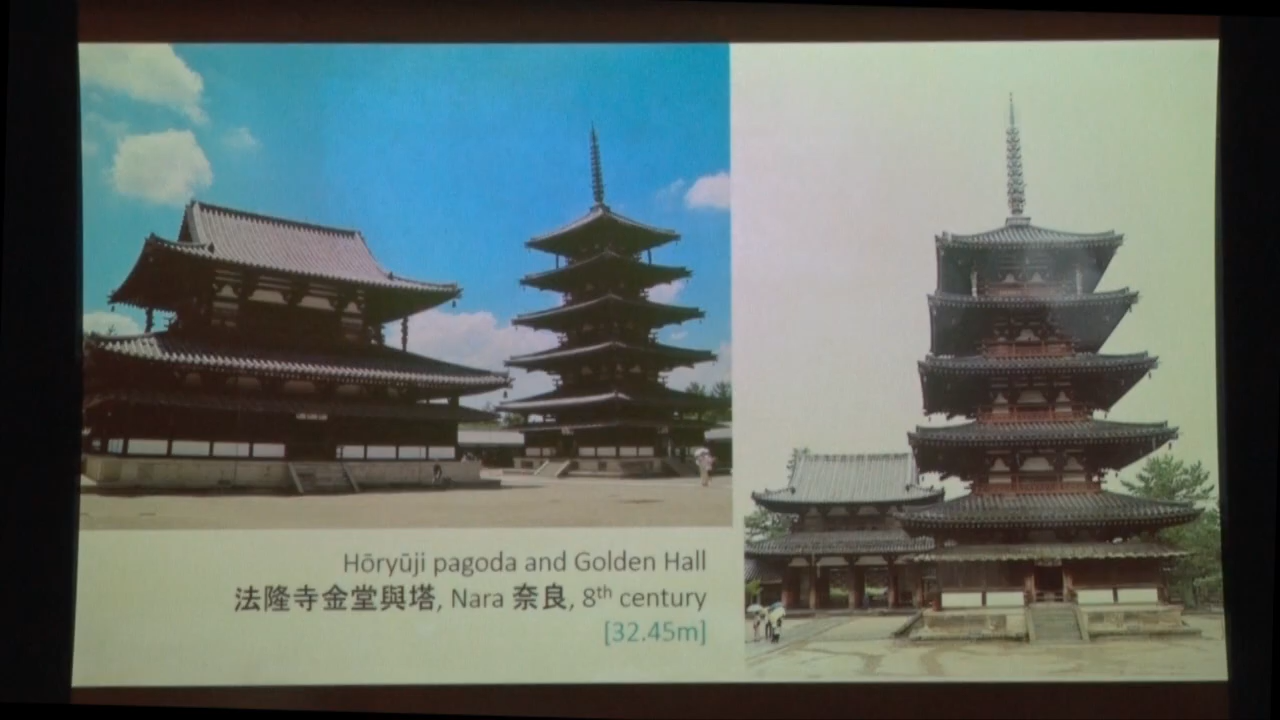 Hōryūji pagoda and Golden Hall
法隆寺金堂與塔, Nara 奈良, 8th century
[32.45m]